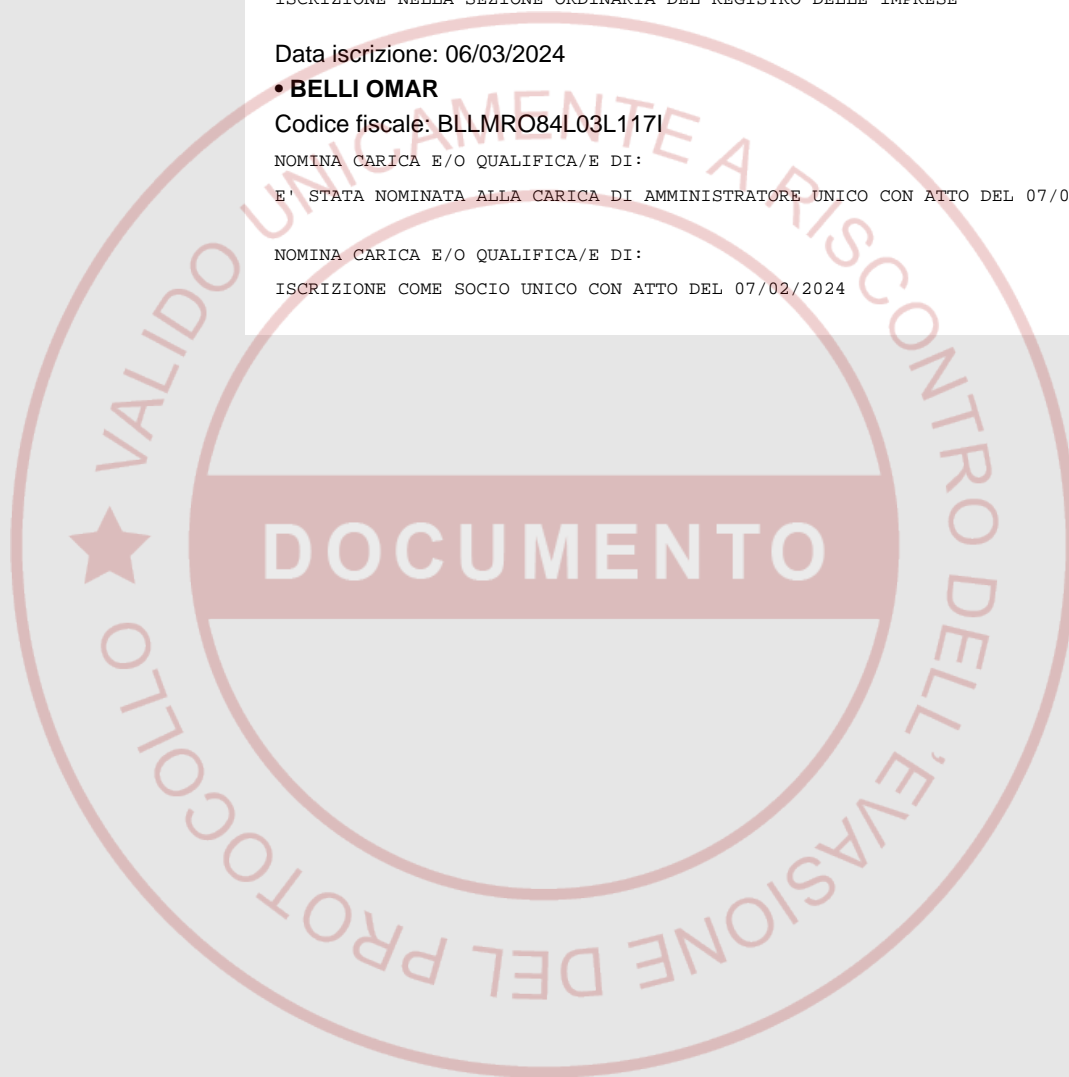 ISCRIZIONE NELLA SEZIONE ORDINARIA DEL REGISTRO DELLE IMPRESE
Data iscrizione: 06/03/2024
• BELLI OMAR
Codice fiscale: BLLMRO84L03L117I
NOMINA CARICA E/O QUALIFICA/E DI:
E' STATA NOMINATA ALLA CARICA DI AMMINISTRATORE UNICO CON ATTO DEL 07/0
NOMINA CARICA E/O QUALIFICA/E DI:
ISCRIZIONE COME SOCIO UNICO CON ATTO DEL 07/02/2024
★ VALIDO UNICAMENTE A RISCONTRO DELL'EVASIONE DEL PROTOCOLLO
DOCUMENTO